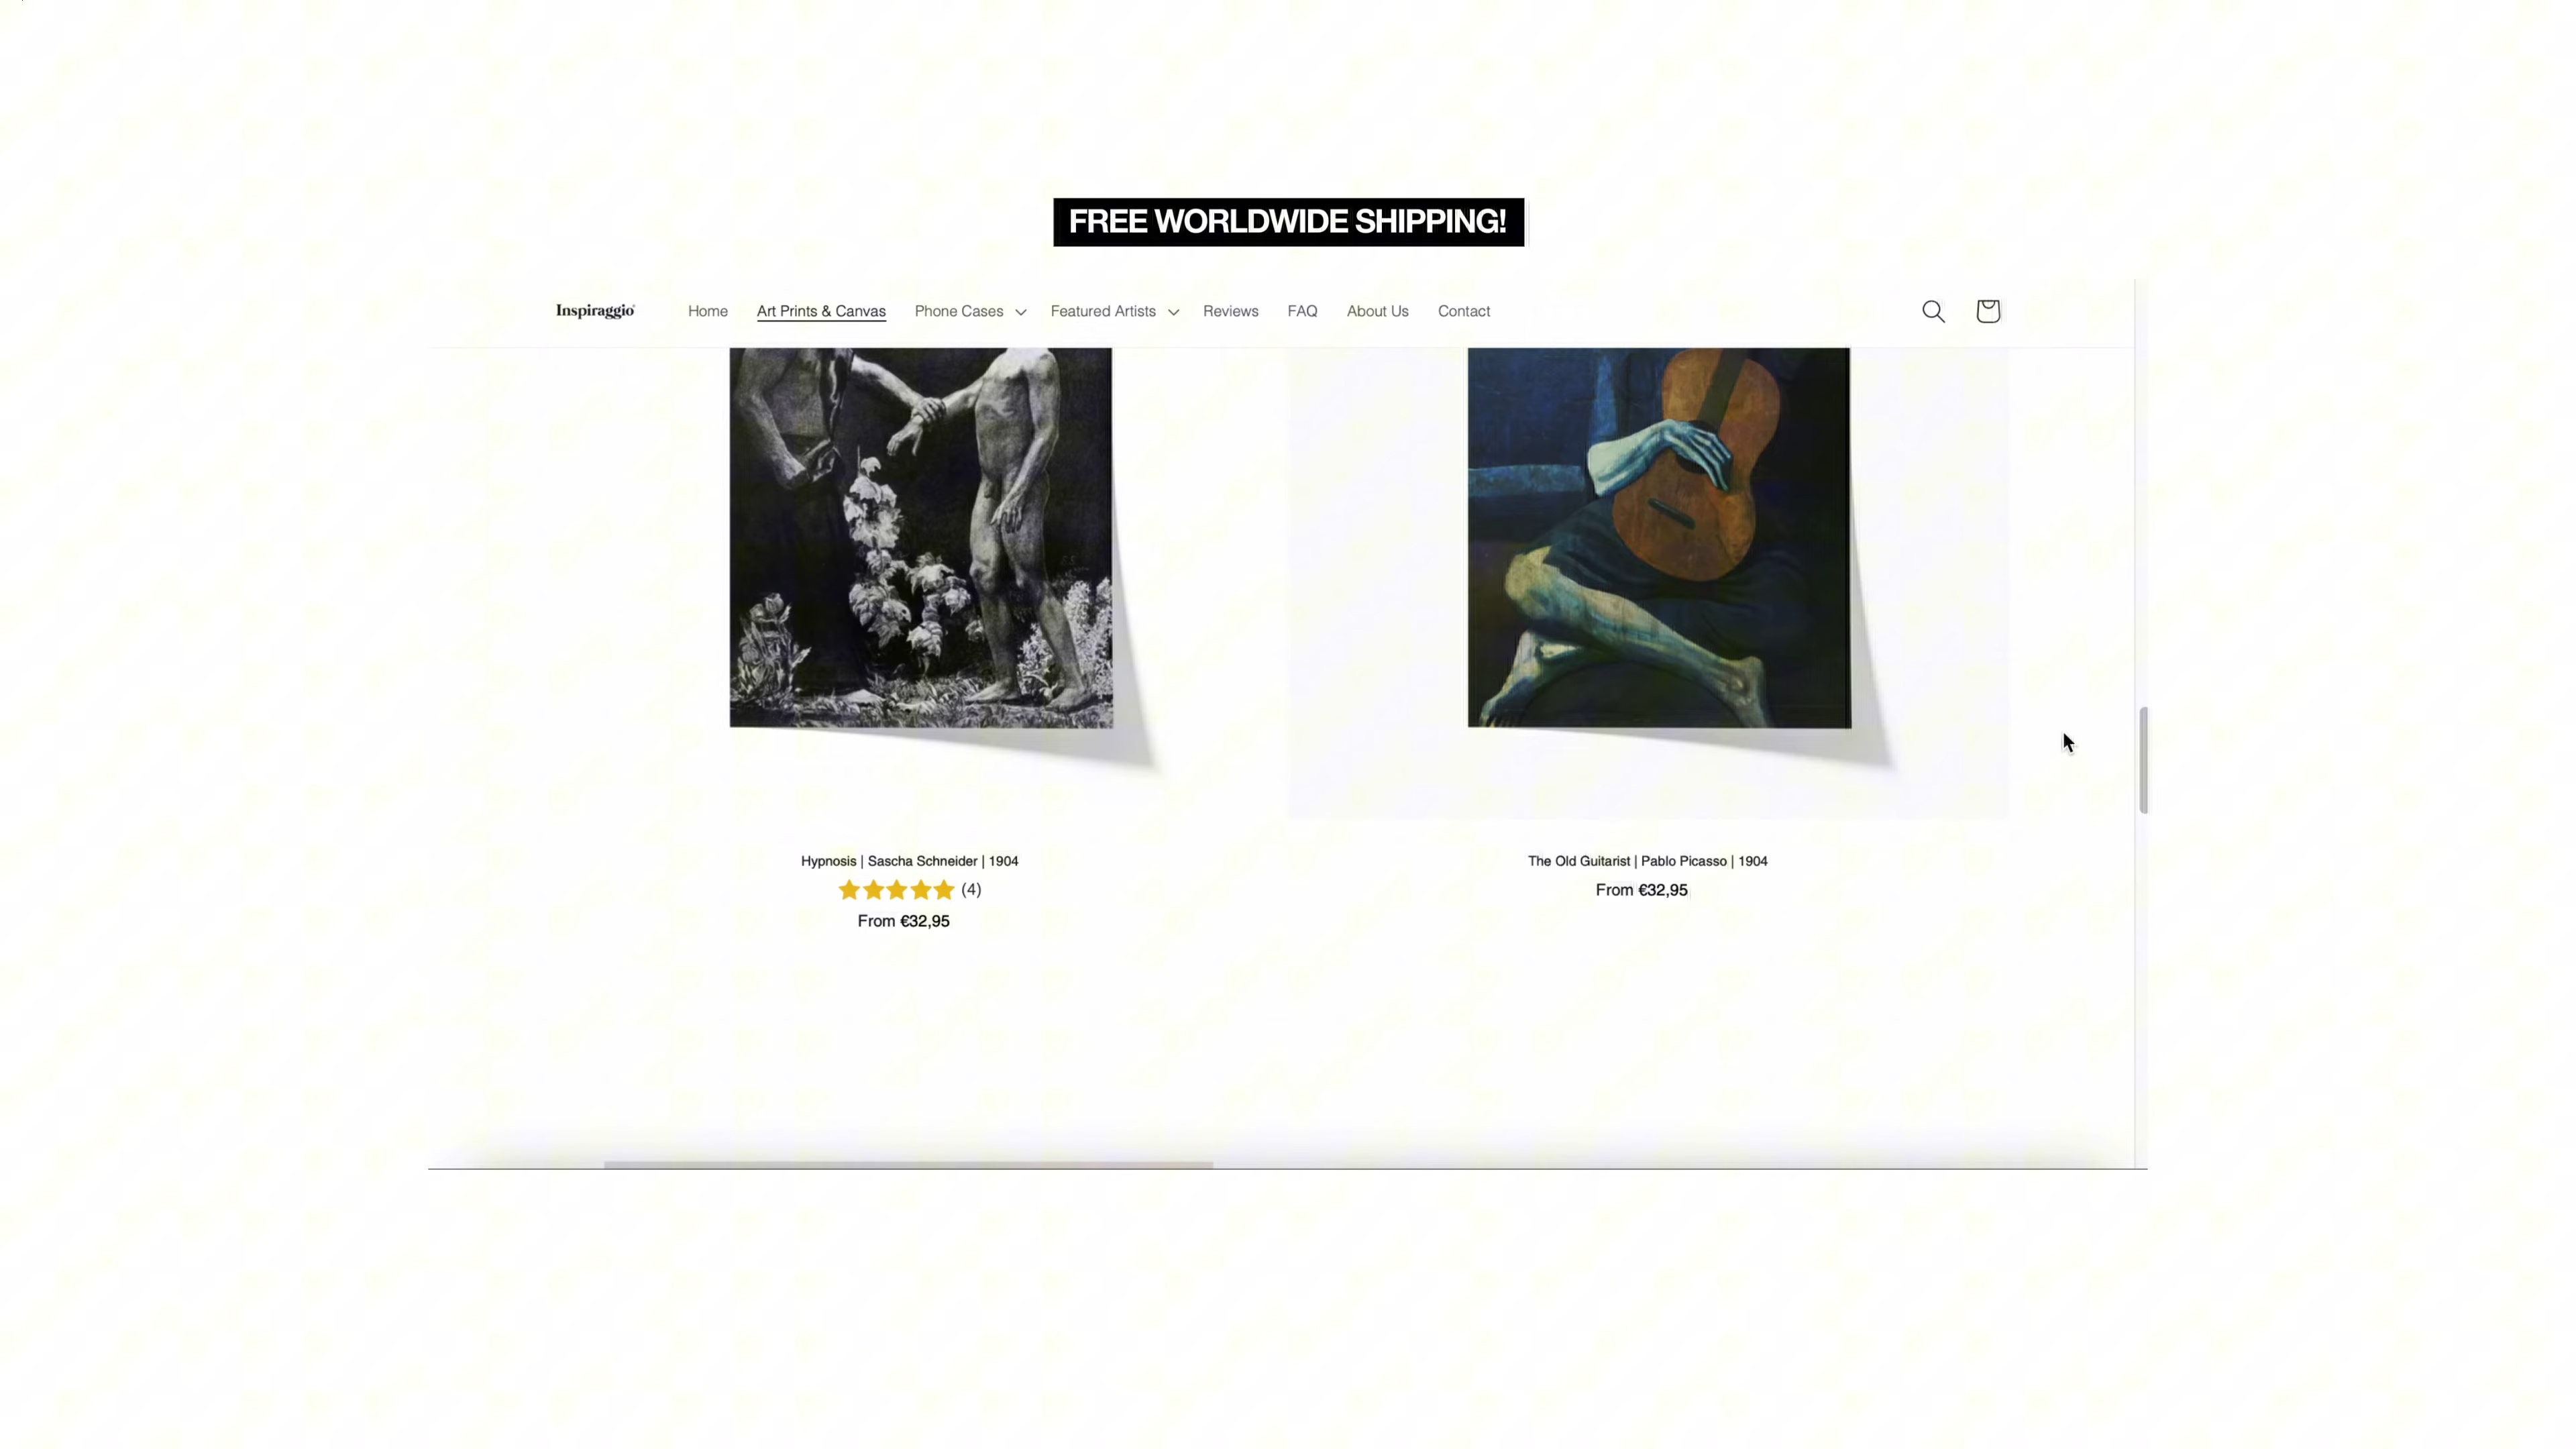 FREE WORLDWIDE SHIPPING!
Inspiraggio Home Art Prints & Canvas Phone Cases Featured Artists Reviews FAQ About Us Contact
Hypnosis | Sascha Schneider | 1904
(4)
From €32,95
The Old Guitarist | Pablo Picasso | 1904
From €32,95